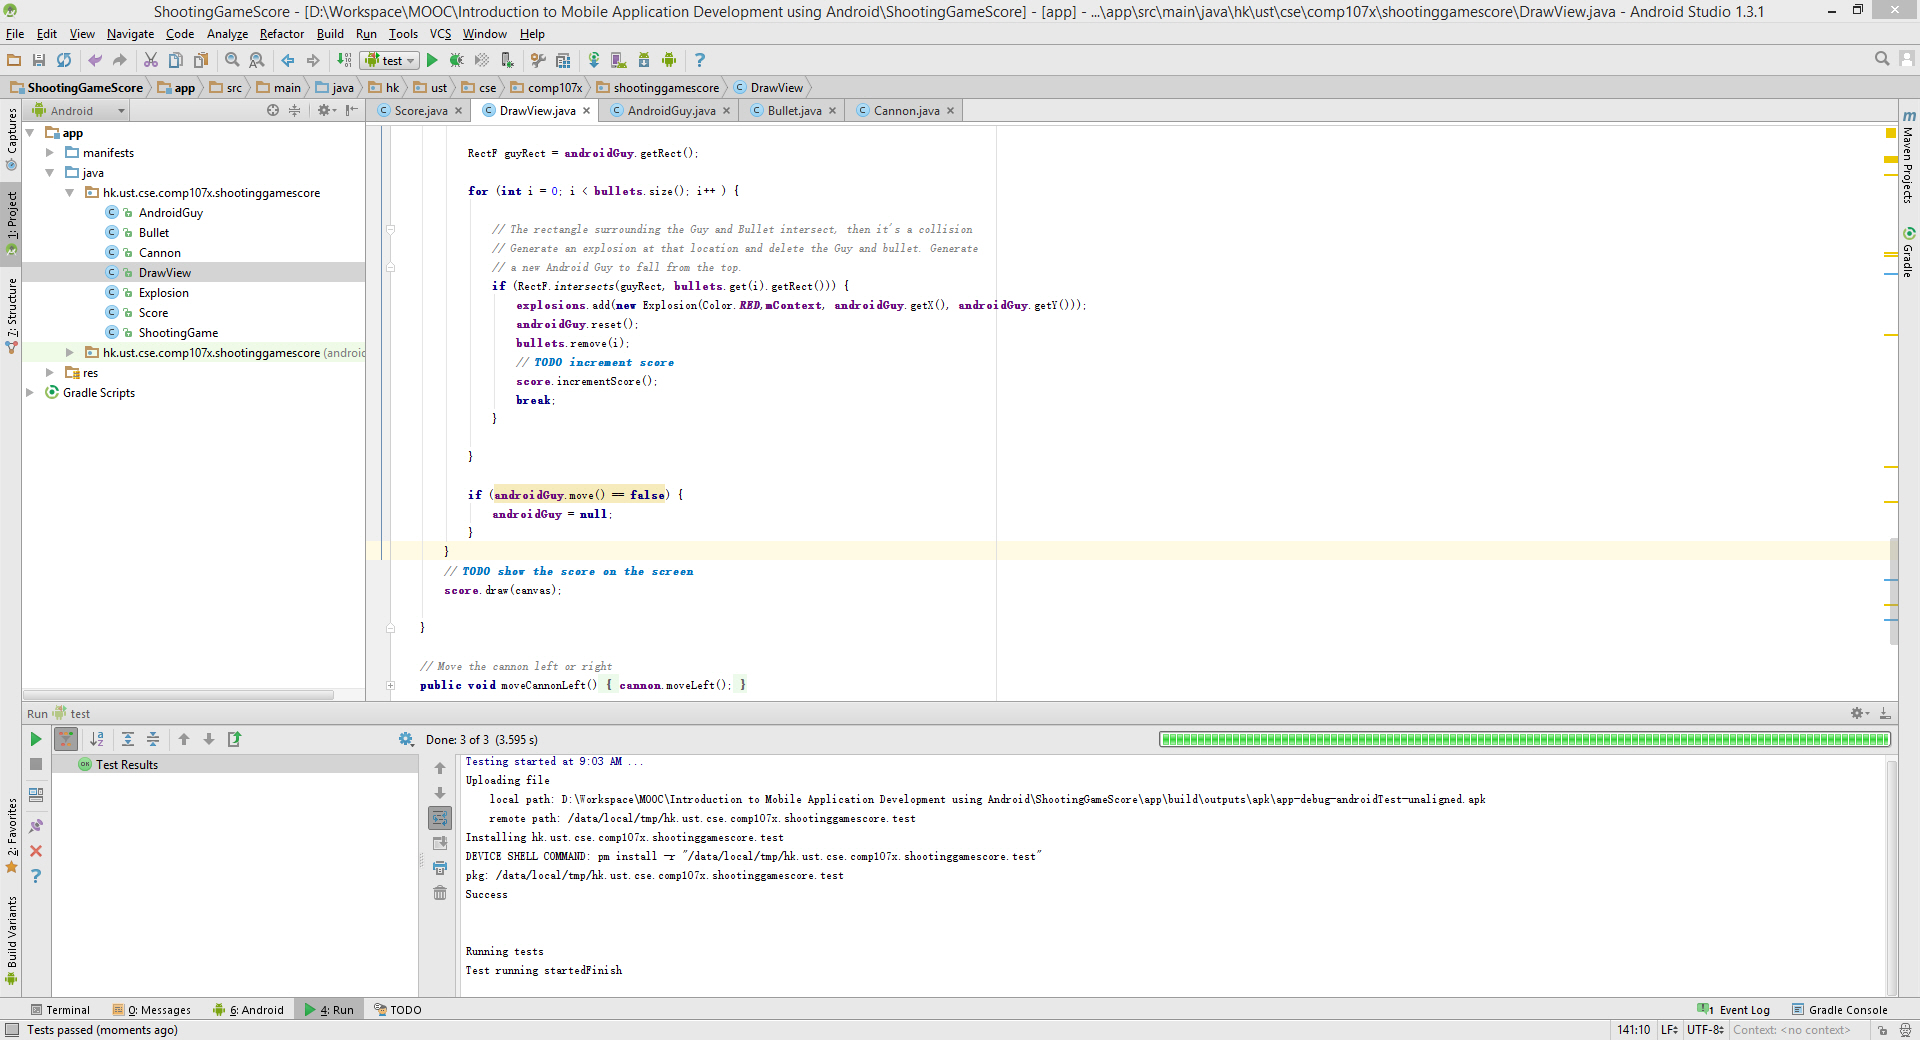 ShootingGameScore - [D:\Workspace\MOOC\Introduction to Mobile Application Development using Android\ShootingGameScore] - [app] - ...\app\src\main\java\hk\ust\cse\comp107x\shootinggamescore\DrawView.java - Android Studio 1.3.1
File Edit View Navigate Code Analyze Refactor Build Run Tools VCS Window Help
test
ShootingGameScore app src main java hk ust cse comp107x shootinggamescore DrawView
Android
Score.java DrawView.java AndroidGuy.java Bullet.java Cannon.java
Captures
1: Project
7: Structure
2: Favorites
Build Variants
app
manifests
java
hk.ust.cse.comp107x.shootinggamescore
AndroidGuy
Bullet
Cannon
DrawView
Explosion
Score
ShootingGame
hk.ust.cse.comp107x.shootinggamescore (androic
res
Gradle Scripts
RectF guyRect = androidGuy.getRect();
for (int i = 0; i < bullets.size(); i++ ) {
// The rectangle surrounding the Guy and Bullet intersect, then it's a collision
// Generate an explosion at that location and delete the Guy and bullet. Generate
// a new Android Guy to fall from the top.
if (RectF.intersects(guyRect, bullets.get(i).getRect())) {
explosions.add(new Explosion(Color.RED,mContext, androidGuy.getX(), androidGuy.getY()));
androidGuy.reset();
bullets.remove(i);
// TODO increment score
score.incrementScore();
break;
}
}
if (androidGuy.move() == false) {
androidGuy = null;
}
}
// TODO show the score on the screen
score.draw(canvas);
}
// Move the cannon left or right
public void moveCannonLeft() { cannon.moveLeft(); }
m Maven Projects
Gradle
Run test
Done: 3 of 3 (3.595 s)
OK Test Results
Testing started at 9:03 AM ...
Uploading file
local path: D:\Workspace\MOOC\Introduction to Mobile Application Development using Android\ShootingGameScore\app\build\outputs\apk\app-debug-androidTest-unaligned.apk
remote path: /data/local/tmp/hk.ust.cse.comp107x.shootinggamescore.test
Installing hk.ust.cse.comp107x.shootinggamescore.test
DEVICE SHELL COMMAND: pm install -r "/data/local/tmp/hk.ust.cse.comp107x.shootinggamescore.test"
pkg: /data/local/tmp/hk.ust.cse.comp107x.shootinggamescore.test
Success
Running tests
Test running startedFinish
Terminal 0: Messages 6: Android 4: Run TODO 1 Event Log Gradle Console
Tests passed (moments ago) 141:10 LF UTF-8 Context: <no context>